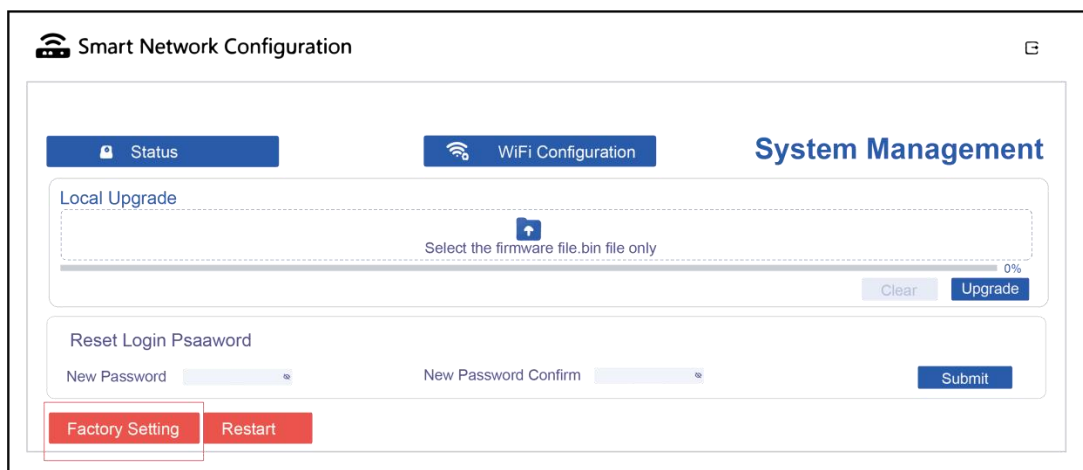 Smart Network Configuration
Status
WiFi Configuration
System Management
Local Upgrade
Select the firmware file.bin file only
0%
Clear
Upgrade
Reset Login Psaaword
New Password
New Password Confirm
Submit
Factory Setting
Restart